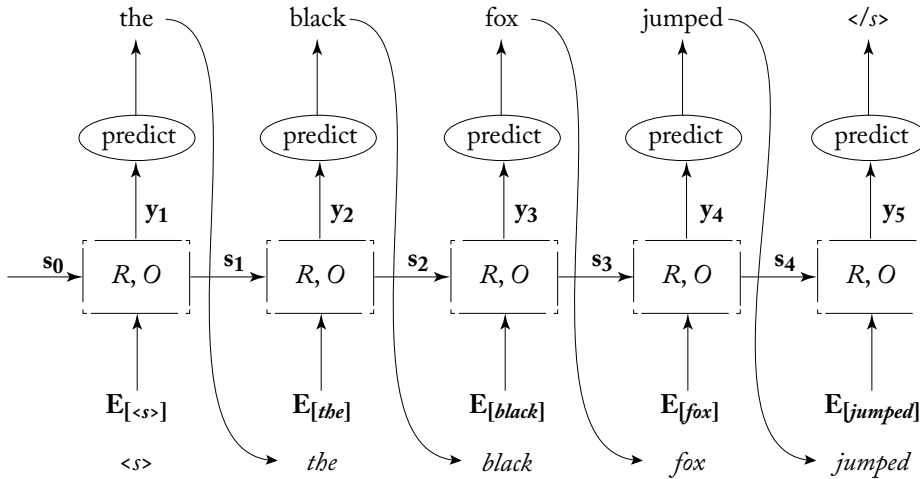 the black fox jumped </s>
predict predict predict predict predict
y1 y2 y3 y4 y5
s0 R, O s1 R, O s2 R, O s3 R, O s4 R, O
E[<s>] E[the] E[black] E[fox] E[jumped]
<s> the black fox jumped